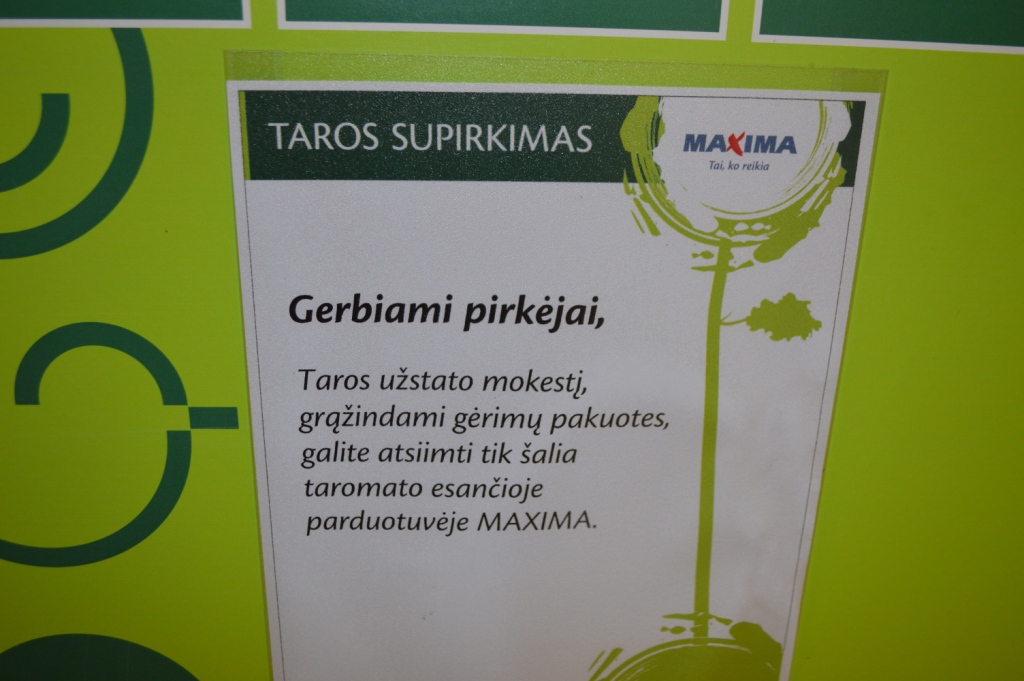 TAROS SUPIRKIMAS
MAXIMA
Tai, ko reikia
Gerbiami pirkėjai,
Taros užstato mokestį,
grąžindami gėrimų pakuotes,
galite atsiimti tik šalia
taromato esančioje
parduotuvėje MAXIMA.